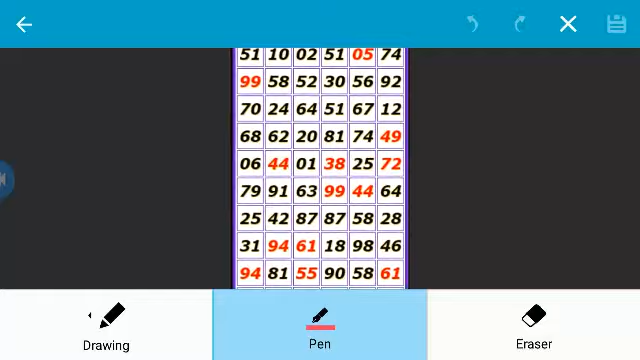 51 10 02 51 05 74
99 58 52 30 56 92
70 24 64 51 67 12
68 62 20 81 74 49
06 44 01 38 25 72
79 91 63 99 44 64
25 42 87 87 58 28
31 94 61 18 98 46
94 81 55 90 58 61
Drawing Pen Eraser